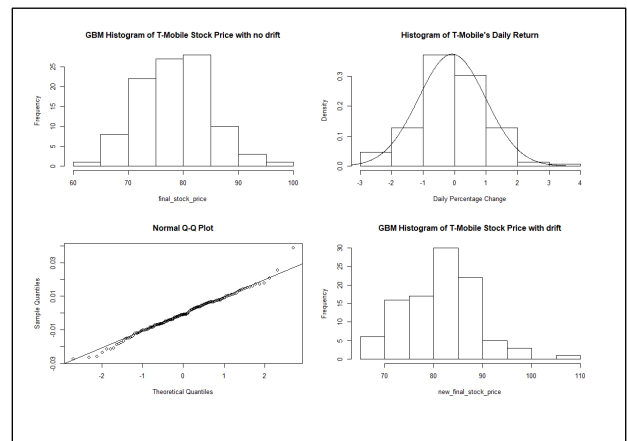 GBM Histogram of T-Mobile Stock Price with no drift
Frequency
0 5 10 15 20 25
60 70 80 90 100
final_stock_price
Histogram of T-Mobile's Daily Return
Density
0.0 0.1 0.2 0.3
-3 -2 -1 0 1 2 3 4
Daily Percentage Change
Normal Q-Q Plot
Sample Quantiles
-0.03 -0.01 0.01 0.03
-2 -1 0 1 2
Theoretical Quantiles
GBM Histogram of T-Mobile Stock Price with drift
Frequency
0 5 10 15 20 25 30
70 80 90 100 110
new_final_stock_price